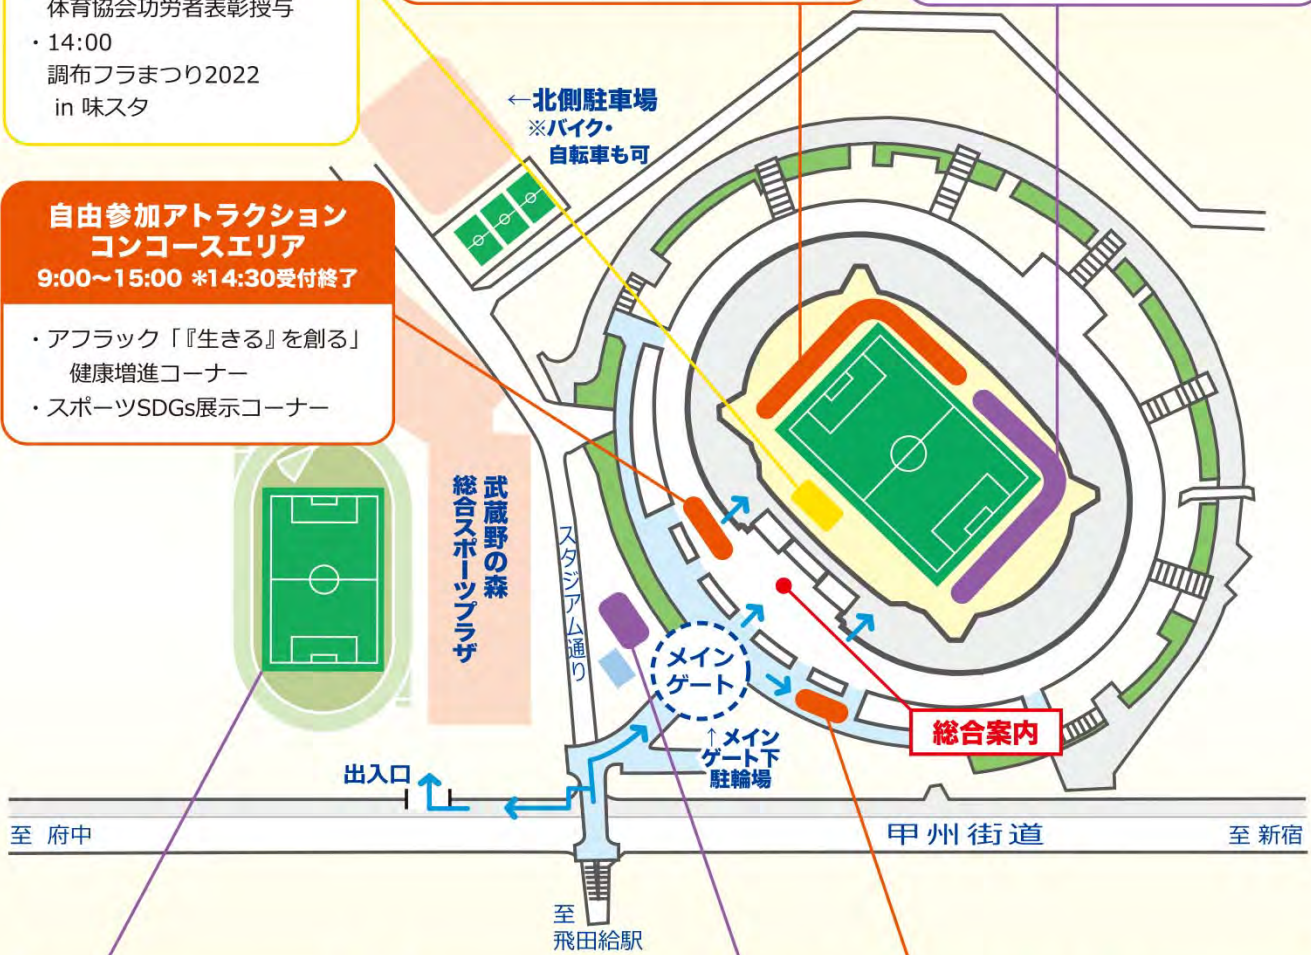 体育協会功労者表彰授与
・14:00
調布フラまつり2022
in 味スタ
←北側駐車場
※バイク・
自転車も可
自由参加アトラクション
コンコースエリア
9:00～15:00 *14:30受付終了
・アフラック「『生きる』を創る」
健康増進コーナー
・スポーツSDGs展示コーナー
武蔵野の森
総合スポーツプラザ
スタジアム通り
メイン
ゲート
↑メイン
ゲート下
駐輪場
総合案内
出入口
至 府中
甲州街道
至 新宿
至
飛田給駅